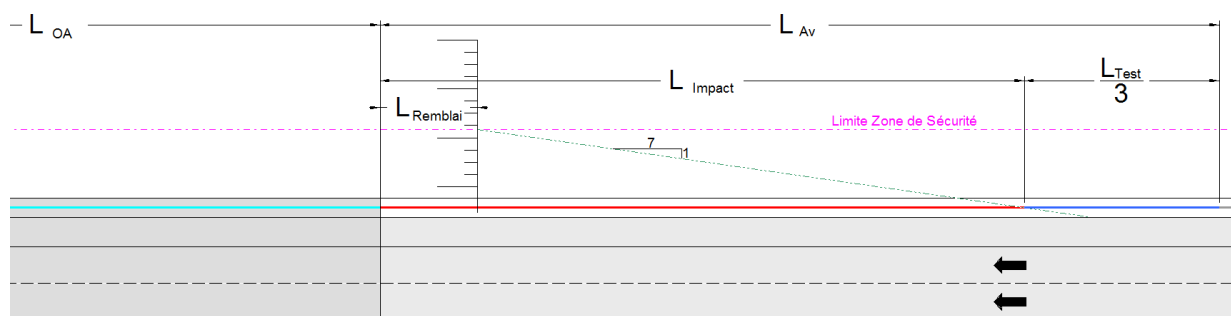 L OA
L Av
L Impact
L Test
3
L Remblai
Limite Zone de Sécurité
7
1